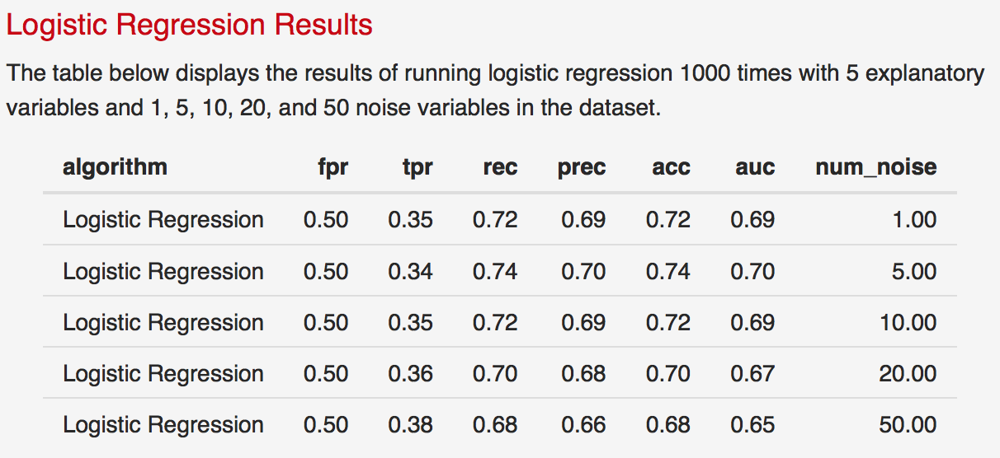 Logistic Regression Results
The table below displays the results of running logistic regression 1000 times with 5 explanatory
variables and 1, 5, 10, 20, and 50 noise variables in the dataset.
algorithm fpr tpr rec prec acc auc num_noise
Logistic Regression 0.50 0.35 0.72 0.69 0.72 0.69 1.00
Logistic Regression 0.50 0.34 0.74 0.70 0.74 0.70 5.00
Logistic Regression 0.50 0.35 0.72 0.69 0.72 0.69 10.00
Logistic Regression 0.50 0.36 0.70 0.68 0.70 0.67 20.00
Logistic Regression 0.50 0.38 0.68 0.66 0.68 0.65 50.00